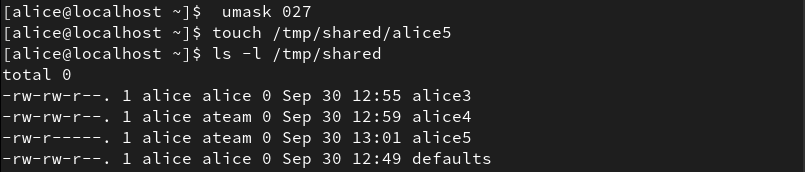 [alice@localhost ~]$  umask 027
[alice@localhost ~]$ touch /tmp/shared/alice5
[alice@localhost ~]$ ls -l /tmp/shared
total 0
-rw-rw-r--. 1 alice alice 0 Sep 30 12:55 alice3
-rw-rw-r--. 1 alice ateam 0 Sep 30 12:59 alice4
-rw-r-----. 1 alice ateam 0 Sep 30 13:01 alice5
-rw-rw-r--. 1 alice alice 0 Sep 30 12:49 defaults